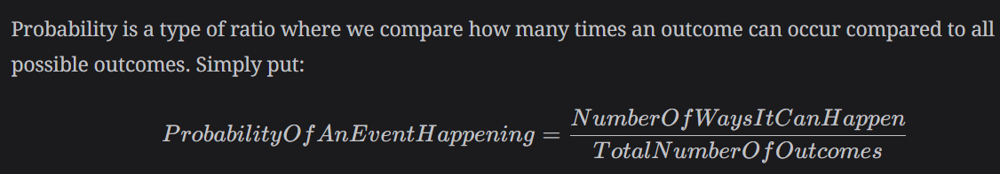 Probability is a type of ratio where we compare how many times an outcome can occur compared to all
possible outcomes. Simply put:
ProbabilityOfAnEventHappening = NumberOfWaysItCanHappen
TotalNumberOfOutcomes